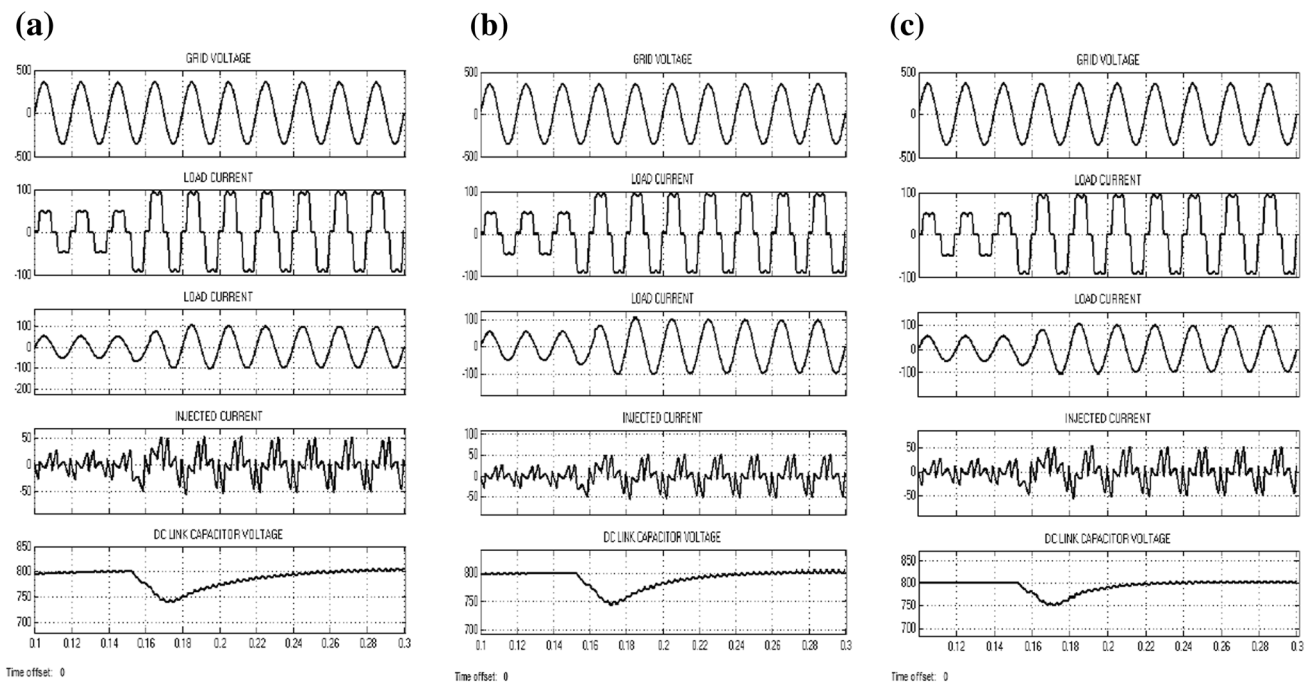 (a)
GRID VOLTAGE
500
0
-500
LOAD CURRENT
100
0
-100
LOAD CURRENT
100
0
-100
-200
INJECTED CURRENT
50
0
-50
DC LINK CAPACITOR VOLTAGE
850
800
750
700
0.1 0.12 0.14 0.16 0.18 0.2 0.22 0.24 0.26 0.28 0.3
Time offset: 0
(b)
GRID VOLTAGE
500
0
-500
LOAD CURRENT
100
0
-100
LOAD CURRENT
100
0
-100
-200
INJECTED CURRENT
100
50
0
-50
DC LINK CAPACITOR VOLTAGE
800
750
700
0.1 0.12 0.14 0.16 0.18 0.2 0.22 0.24 0.26 0.28 0.3
Time offset: 0
(c)
GRID VOLTAGE
500
0
-500
LOAD CURRENT
100
0
-100
LOAD CURRENT
100
0
-100
INJECTED CURRENT
50
0
-50
DC LINK CAPACITOR VOLTAGE
800
750
700
0.1 0.12 0.14 0.16 0.18 0.2 0.22 0.24 0.26 0.28 0.3
Time offset: 0